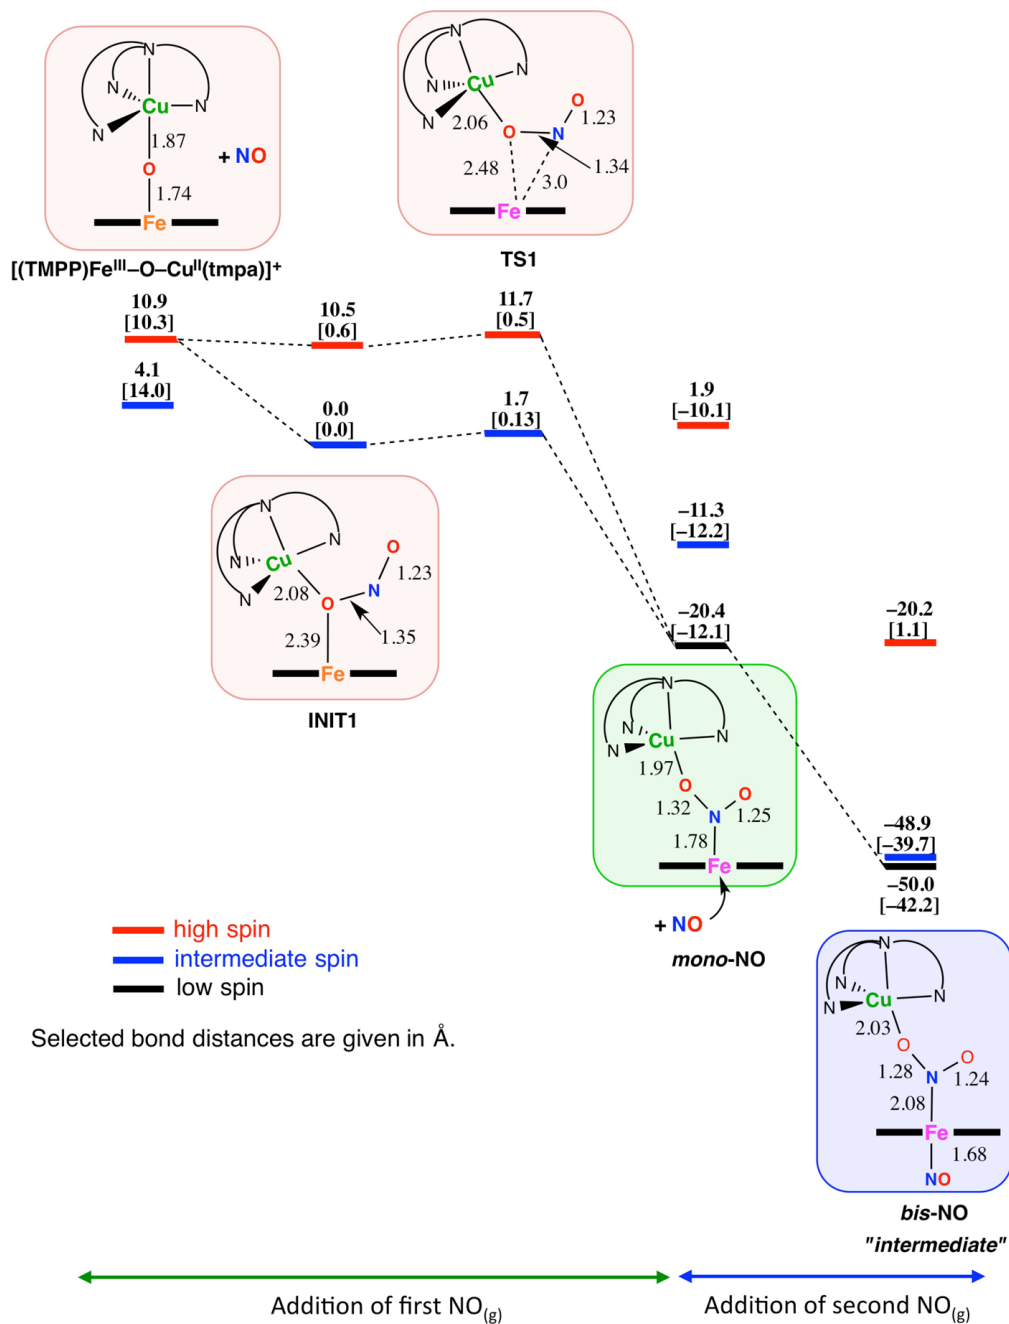 N
N
Cu
N
N
1.87
O
+ NO
1.74
Fe
[(TMPP)Fe^III–O–Cu^II(tmpa)]^+
N
N
N
Cu
N
2.06
O
N
O
1.23
1.34
2.48
3.0
Fe
TS1
10.9
[10.3]
4.1
[14.0]
10.5
[0.6]
0.0
[0.0]
11.7
[0.5]
1.7
[0.13]
1.9
[–10.1]
–11.3
[–12.2]
–20.4
[–12.1]
–20.2
[1.1]
–48.9
[–39.7]
–50.0
[–42.2]
N
N
Cu
N
N
2.08
O
N
O
1.23
1.35
2.39
Fe
INIT1
N
N
Cu
N
N
1.97
O
O
1.32
N
1.25
1.78
Fe
+ NO
mono-NO
N
N
Cu
N
N
2.03
O
O
1.28
N
1.24
2.08
Fe
1.68
NO
bis-NO
"intermediate"
high spin
intermediate spin
low spin
Selected bond distances are given in Å.
Addition of first NO(g)
Addition of second NO(g)